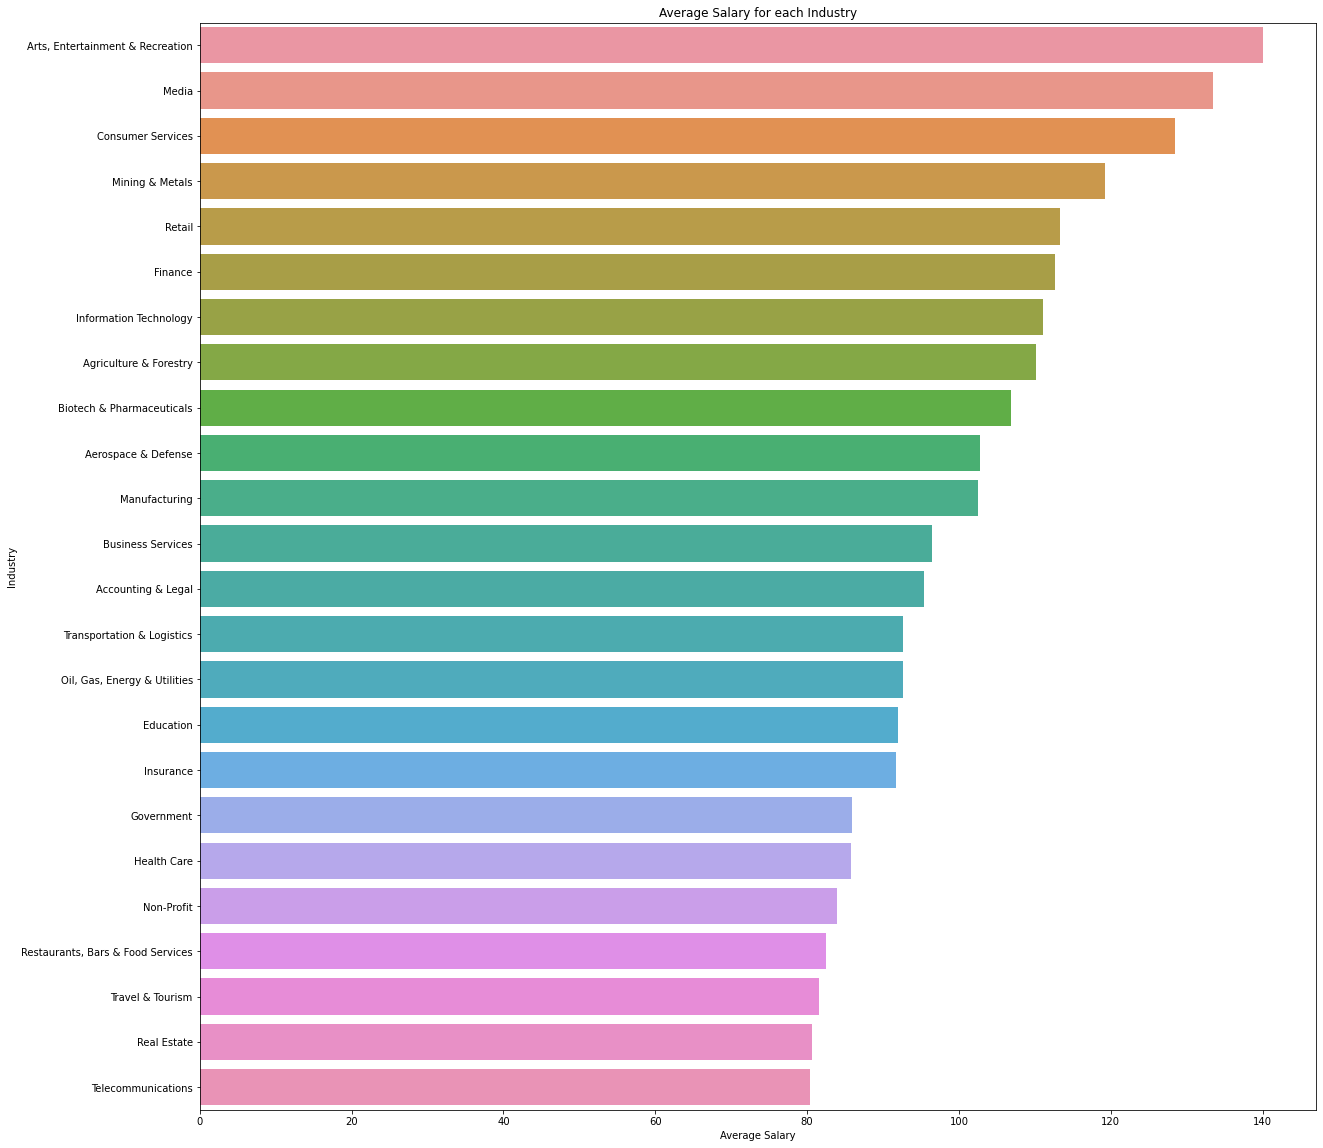 Average Salary for each Industry
Arts, Entertainment & Recreation
Media
Consumer Services
Mining & Metals
Retail
Finance
Information Technology
Agriculture & Forestry
Biotech & Pharmaceuticals
Aerospace & Defense
Manufacturing
Business Services
Accounting & Legal
Transportation & Logistics
Oil, Gas, Energy & Utilities
Education
Insurance
Government
Health Care
Non-Profit
Restaurants, Bars & Food Services
Travel & Tourism
Real Estate
Telecommunications
Industry
0 20 40 60 80 100 120 140
Average Salary